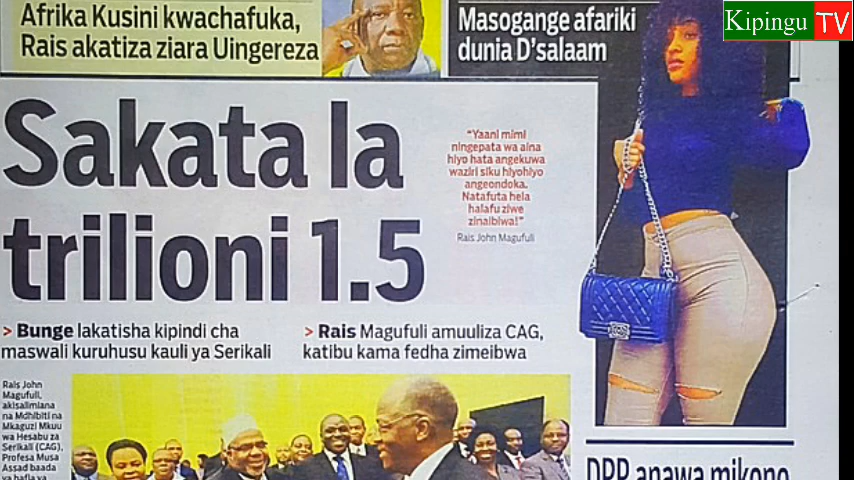 Afrika Kusini kwachafuka,
Rais akatiza ziara Uingereza
Masogange afariki
dunia D'salaam
Kipingu TV
Sakata la
trilioni 1.5
"Yaani mimi
ningepata wa aina
hiyo hata angekuwa
waziri siku hiyohiyo
angeondoka.
Natafuta hela
halafu ziwe
zinaibiwa!"
Rais John Magufuli
> Bunge lakatisha kipindi cha
maswali kuruhusu kauli ya Serikali
> Rais Magufuli amuuliza CAG,
katibu kama fedha zimeibwa
Rais John
Magufuli,
akisalimiana
na Mdhibiti na
Mkaguzi Mkuu
wa Hesabu za
Serikali (CAG),
Profesa Musa
Assad baada
ya hafla ya
DPP anawa mikono